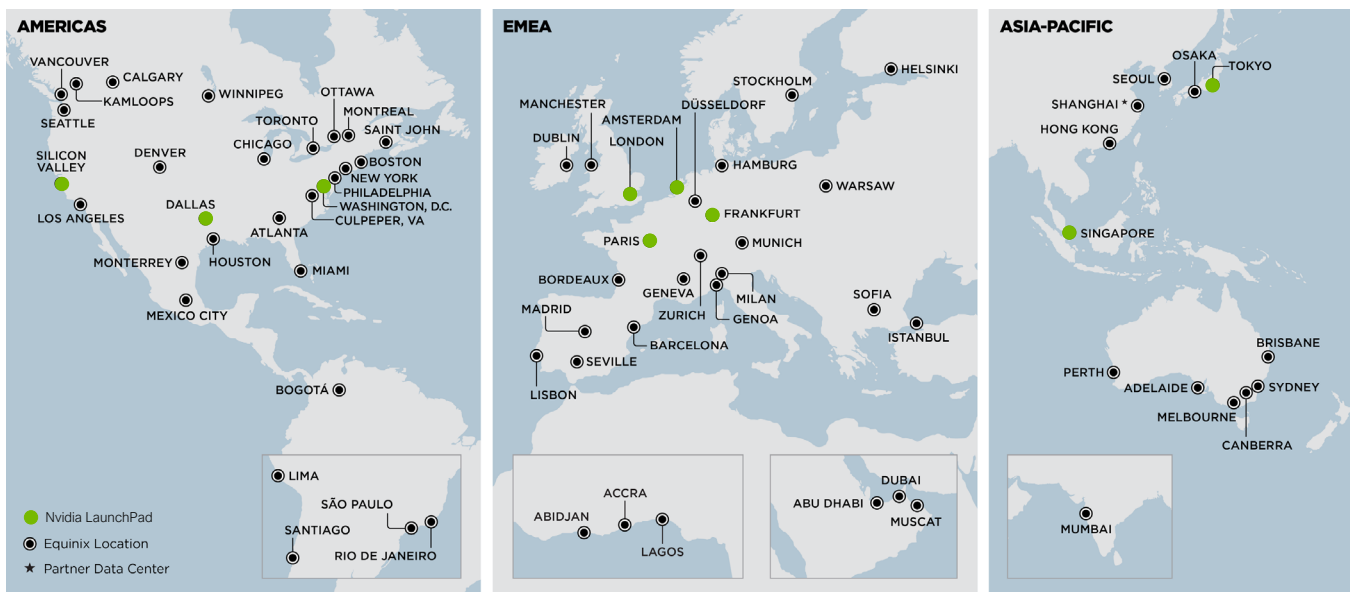 AMERICAS
VANCOUVER
CALGARY
KAMLOOPS
SEATTLE
WINNIPEG
OTTAWA
MONTREAL
TORONTO
SAINT JOHN
CHICAGO
BOSTON
SILICON
VALLEY
DENVER
NEW YORK
PHILADELPHIA
WASHINGTON, D.C.
CULPEPER, VA
LOS ANGELES
DALLAS
ATLANTA
MONTERREY
HOUSTON
MIAMI
MEXICO CITY
BOGOTÁ
LIMA
SÃO PAULO
SANTIAGO
RIO DE JANEIRO
Nvidia LaunchPad
Equinix Location
★ Partner Data Center
EMEA
HELSINKI
STOCKHOLM
MANCHESTER
DÜSSELDORF
AMSTERDAM
DUBLIN
LONDON
HAMBURG
WARSAW
FRANKFURT
PARIS
MUNICH
BORDEAUX
GENEVA
MILAN
ZURICH
GENOA
MADRID
SOFIA
ISTANBUL
BARCELONA
SEVILLE
LISBON
ACCRA
ABIDJAN
LAGOS
DUBAI
ABU DHABI
MUSCAT
ASIA-PACIFIC
OSAKA
TOKYO
SEOUL
SHANGHAI ★
HONG KONG
SINGAPORE
BRISBANE
PERTH
ADELAIDE
SYDNEY
MELBOURNE
CANBERRA
MUMBAI